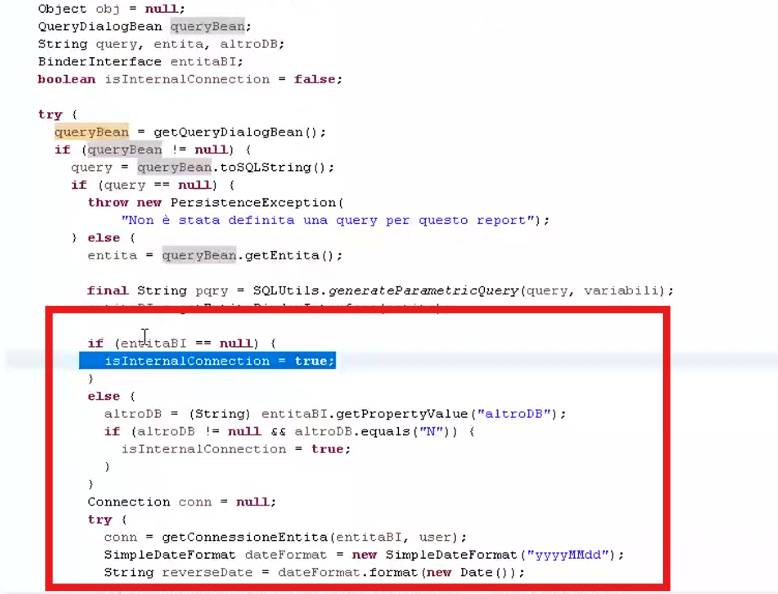 Object obj = null;
QueryDialogBean queryBean;
String query, entita, altroDB;
BinderInterface entitaBI;
boolean isInternalConnection = false;
try {
queryBean = getQueryDialogBean();
if (queryBean != null) {
query = queryBean.toSQLString();
if (query == null) {
throw new PersistenceException(
"Non è stata definita una query per questo report");
} else {
entita = queryBean.getEntita();
final String pqry = SQLUtils.generateParametricQuery(query, variabili);
if (entitaBI == null) {
isInternalConnection = true;
}
else {
altroDB = (String) entitaBI.getPropertyValue("altroDB");
if (altroDB != null && altroDB.equals("N")) {
isInternalConnection = true;
}
}
Connection conn = null;
try {
conn = getConnessioneEntita(entitaBI, user);
SimpleDateFormat dateFormat = new SimpleDateFormat("yyyyMMdd");
String reverseDate = dateFormat.format(new Date());